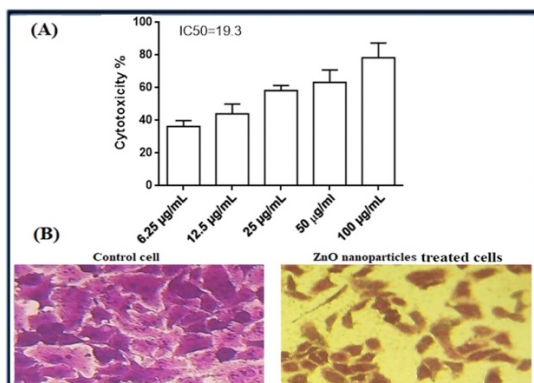 (A)
IC50=19.3
Cytotoxicity %
100
80
60
40
20
0
6.25 µg/mL
12.5 µg/mL
25 µg/mL
50 µg/ml
100 µg/mL
(B)
Control cell
ZnO nanoparticles treated cells